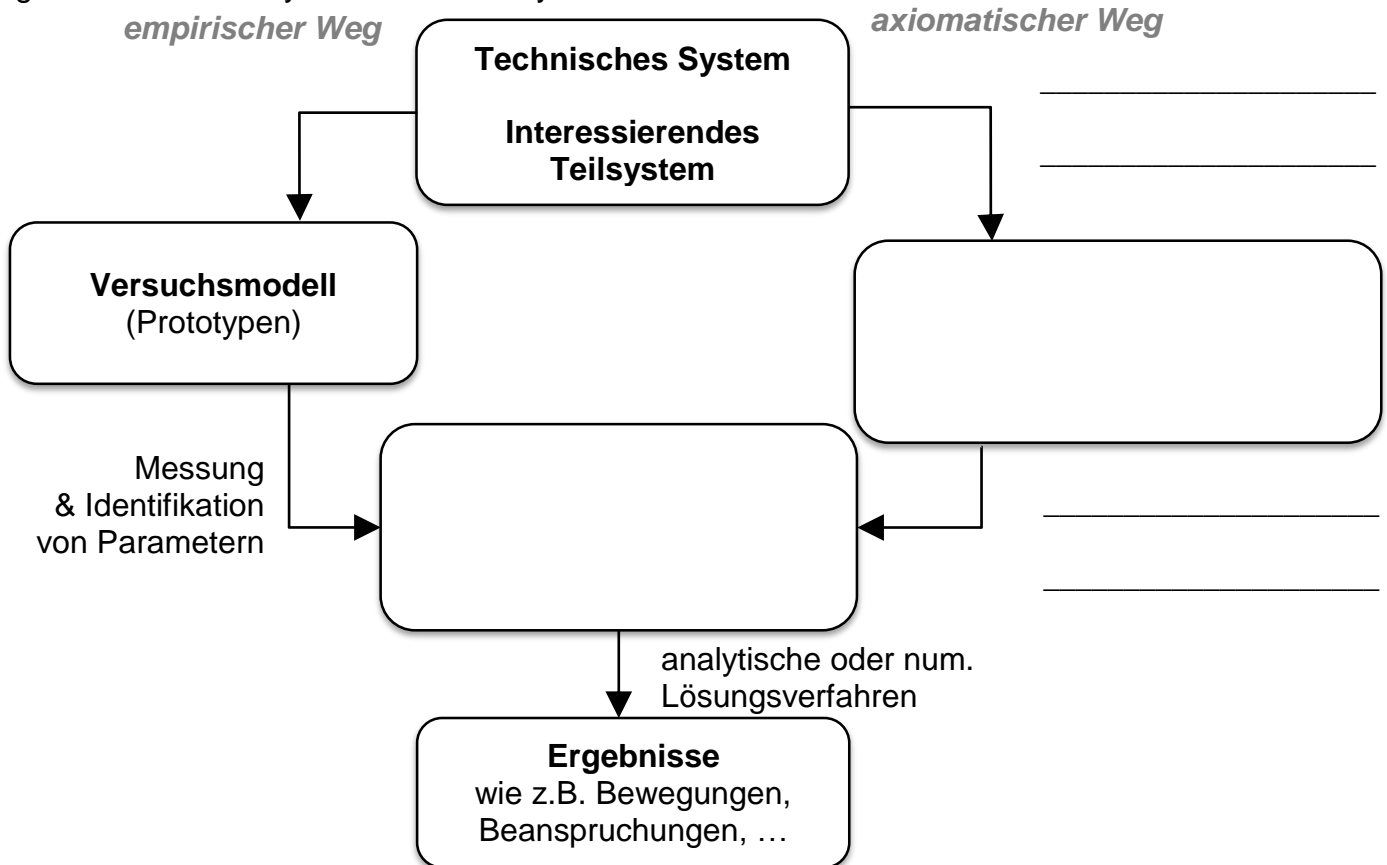 empirischer Weg
axiomatischer Weg
Technisches System
Interessierendes
Teilsystem
Versuchsmodell
(Prototypen)
Messung
& Identifikation
von Parametern
analytische oder num.
Lösungsverfahren
Ergebnisse
wie z.B. Bewegungen,
Beanspruchungen, …